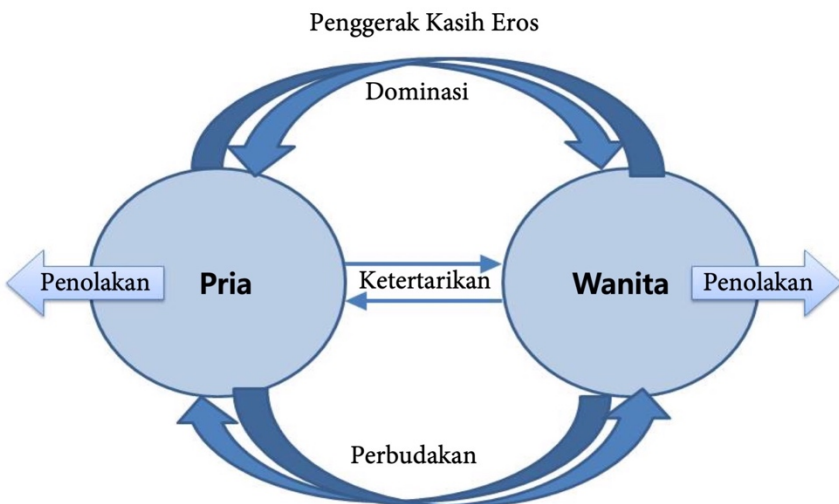 Penggerak Kasih Eros
Dominasi
Penolakan
Pria
Ketertarikan
Wanita
Penolakan
Perbudakan